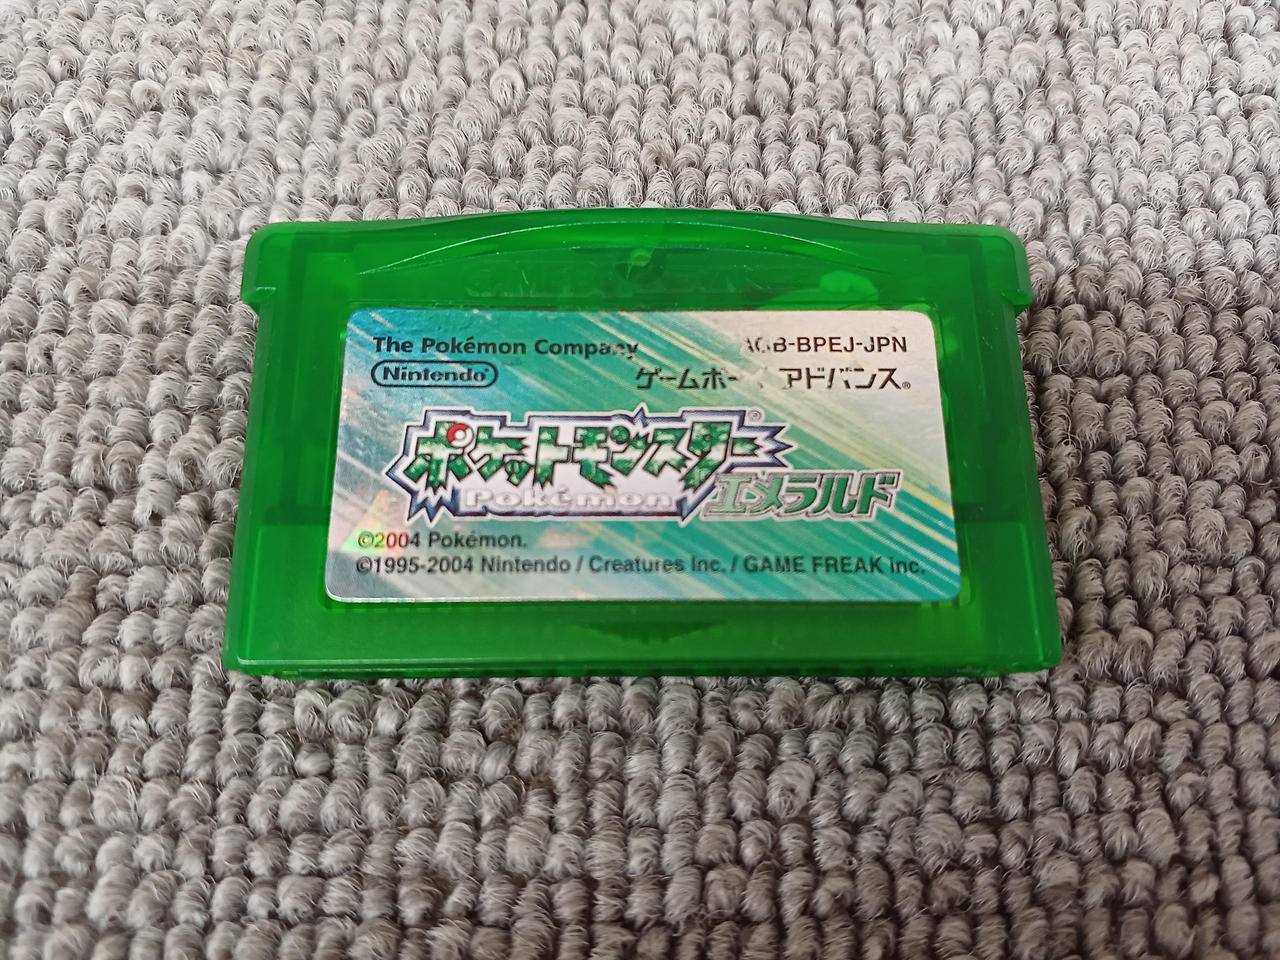 The Pokémon Company
AGB-BPEJ-JPN
Nintendo
ゲームボーイ アドバンス®
ポケットモンスター®
Pokémon
エメラルド
©2004 Pokémon.
©1995-2004 Nintendo / Creatures Inc. / GAME FREAK inc.